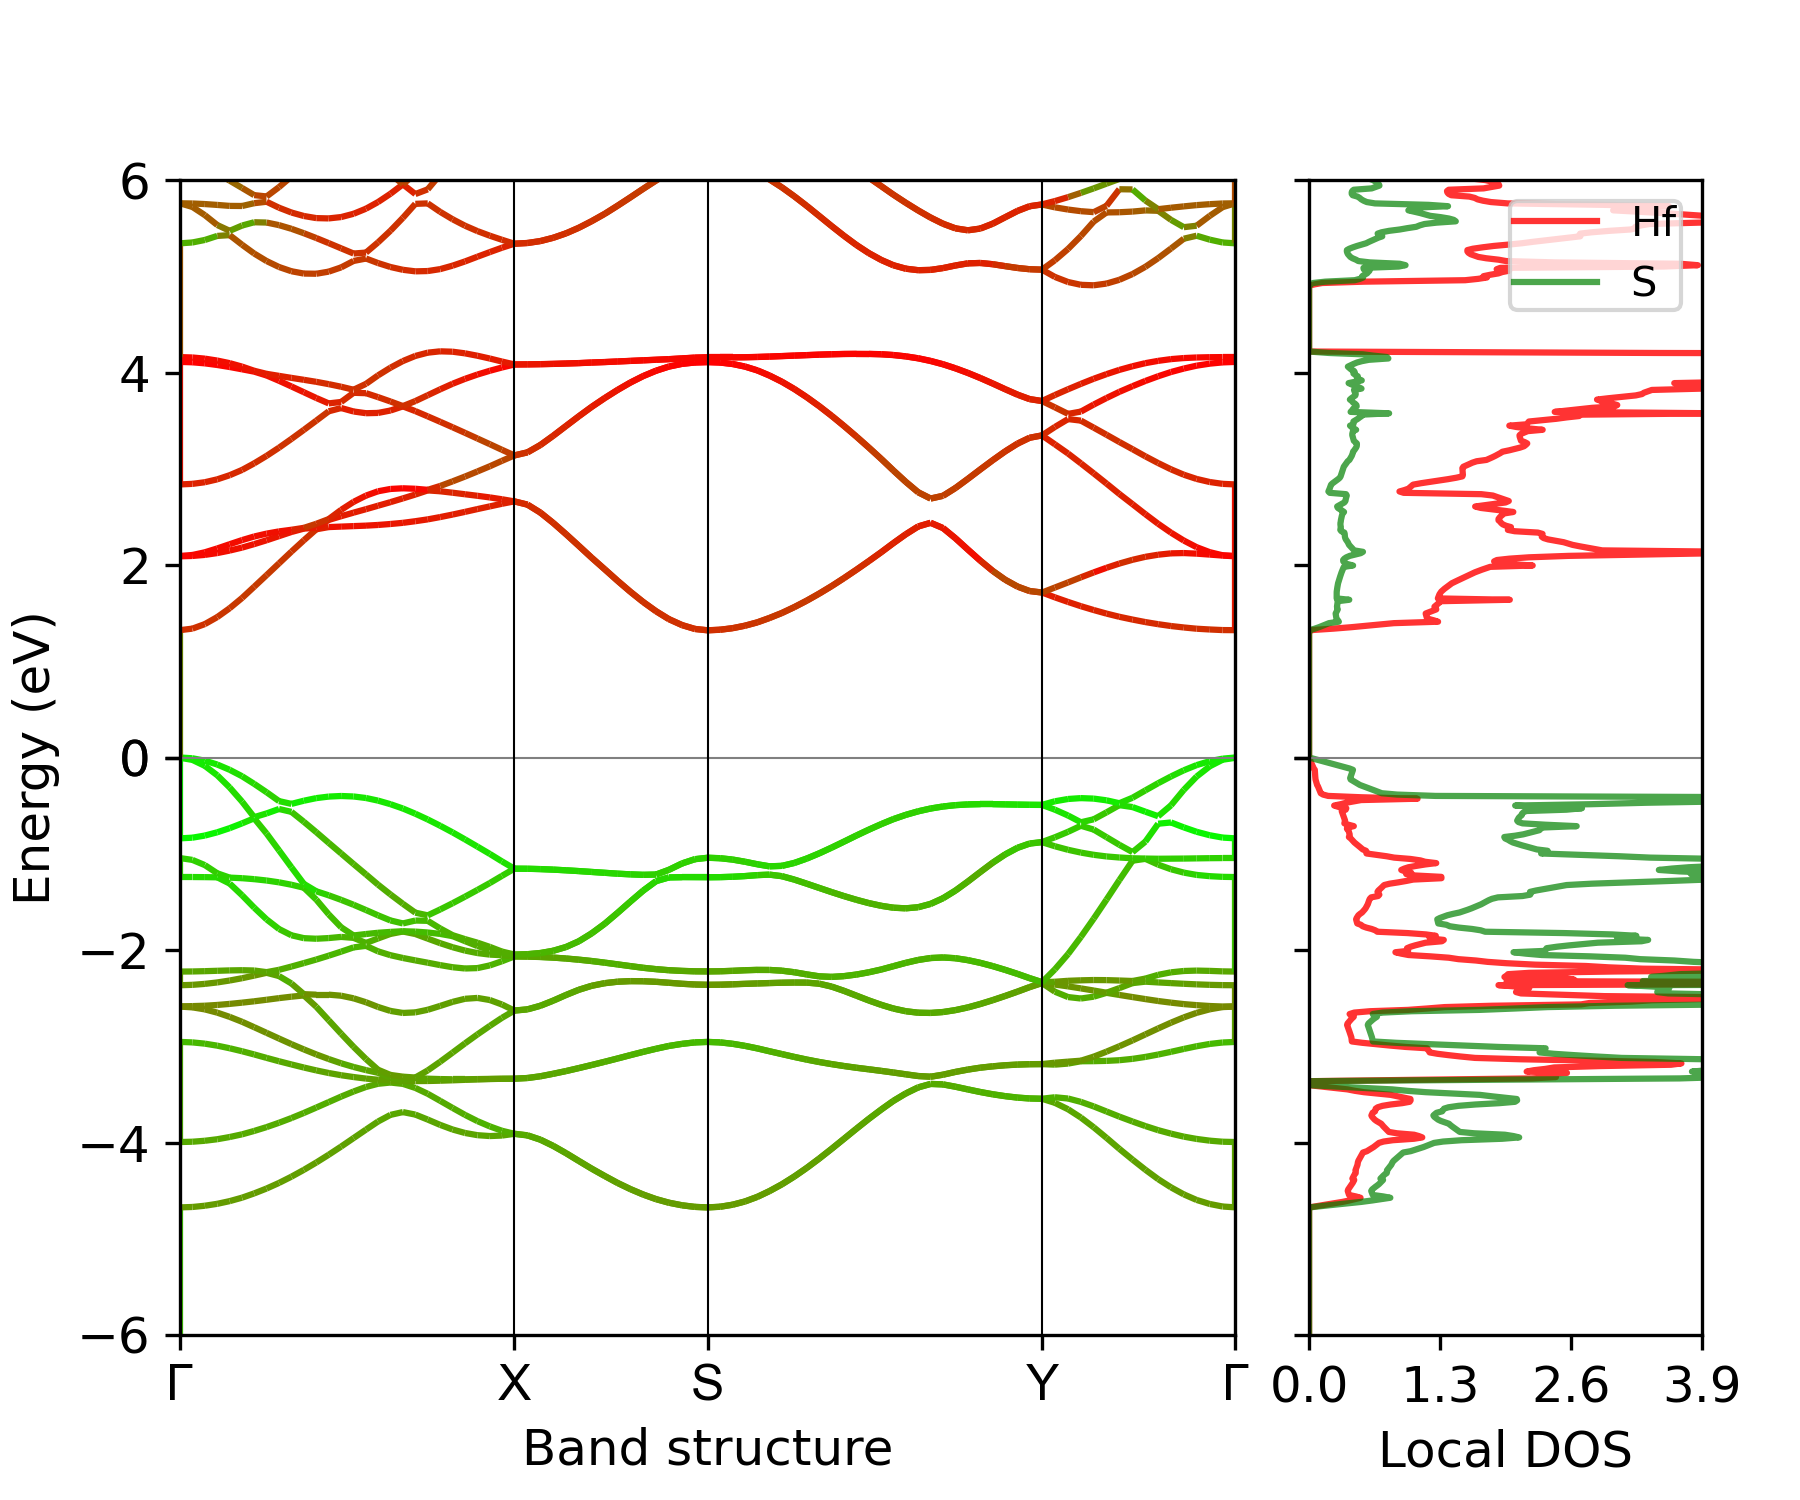 6
4
2
0
−2
−4
−6
Energy (eV)
Γ X S Y Γ
Band structure
Hf
S
0.0 1.3 2.6 3.9
Local DOS